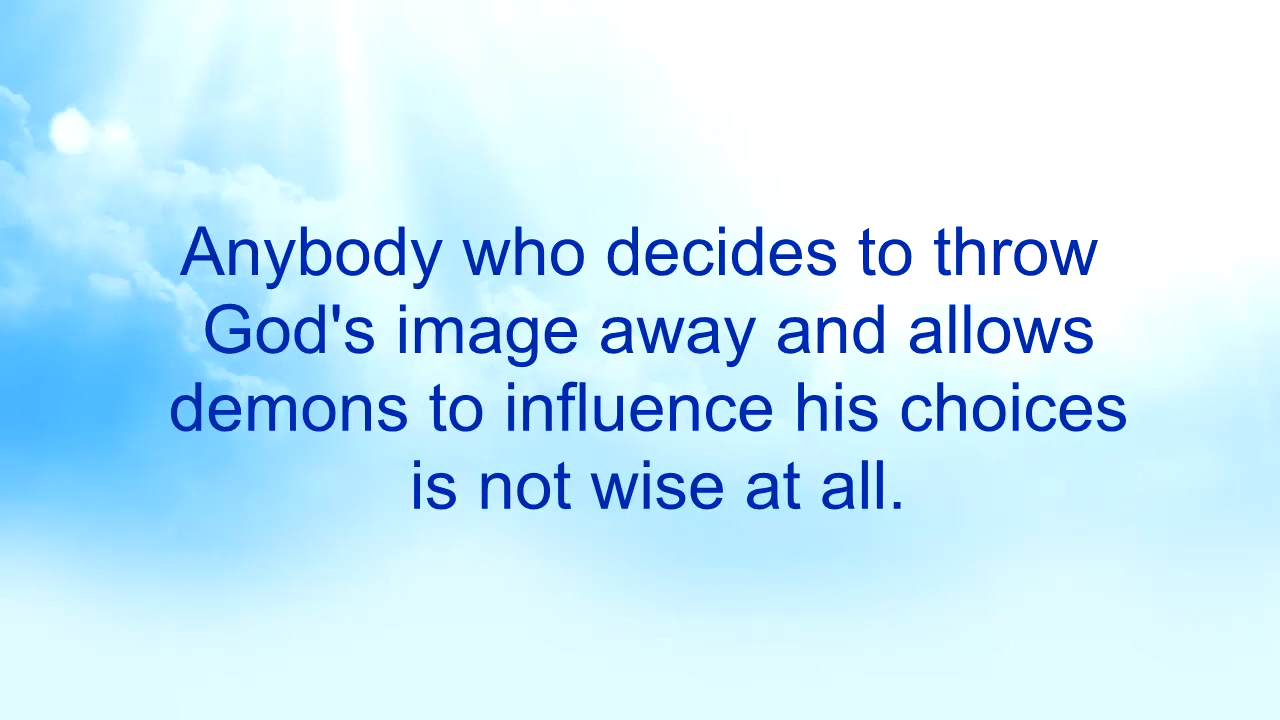 Anybody who decides to throw
God's image away and allows
demons to influence his choices
is not wise at all.